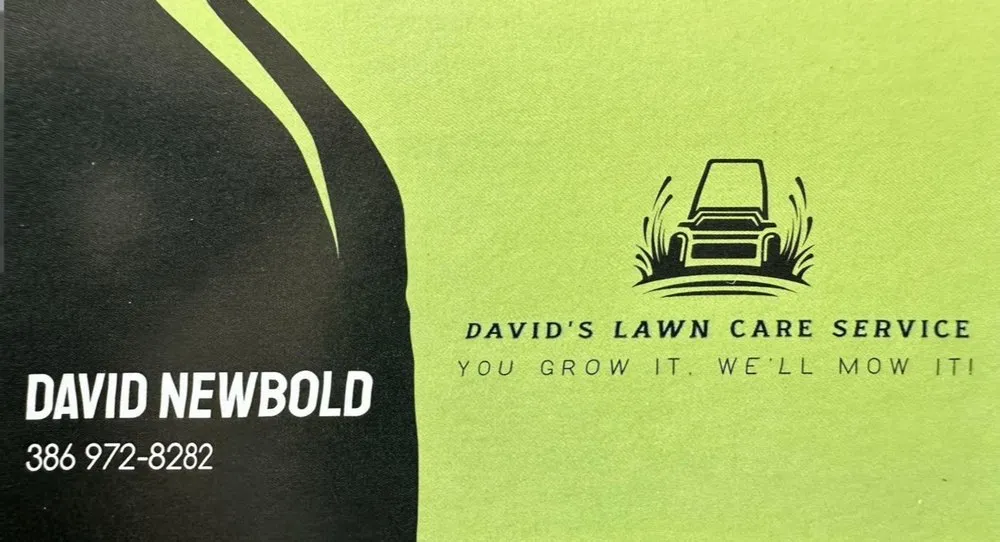 DAVID NEWBOLD
386 972-8282
DAVID'S LAWN CARE SERVICE
YOU GROW IT. WE'LL MOW IT!